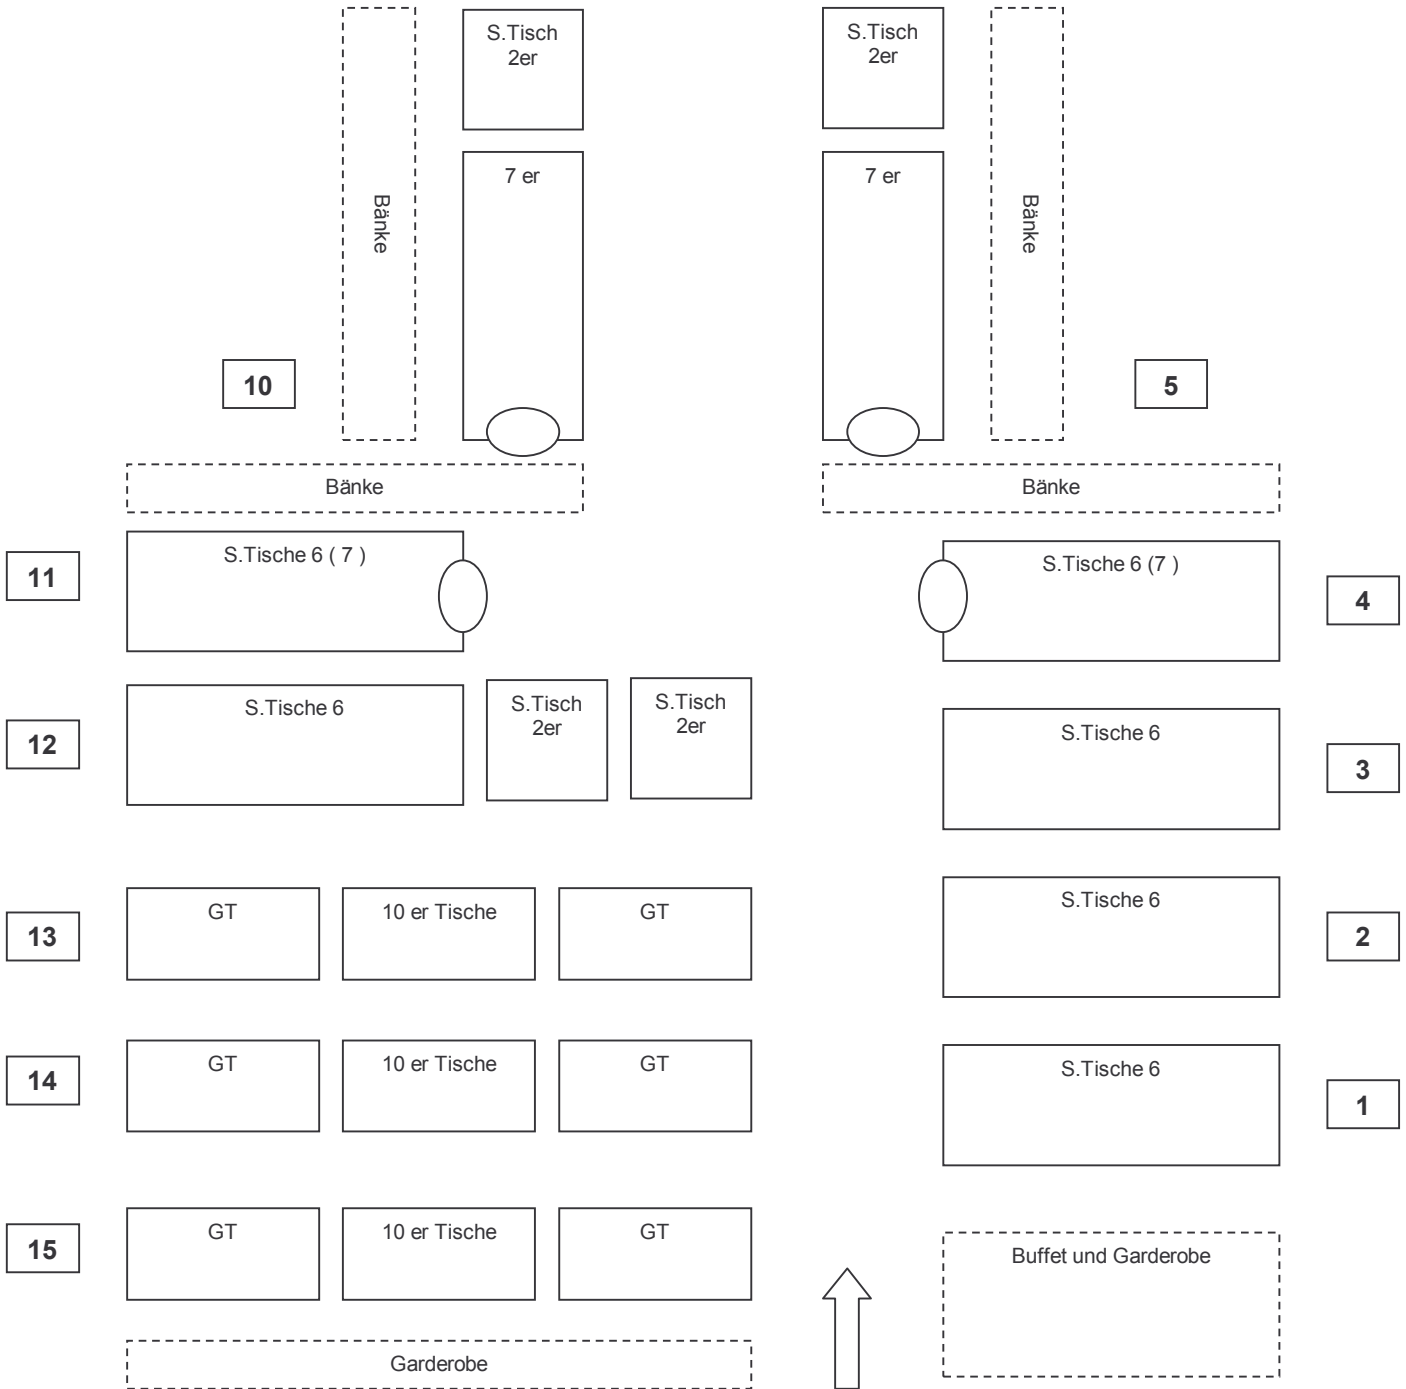 S.Tisch
2er
S.Tisch
2er
7 er
7 er
Bänke
Bänke
10
5
Bänke
Bänke
S.Tische 6 ( 7 )
S.Tische 6 (7 )
11
4
S.Tische 6
S.Tisch
2er
S.Tisch
2er
S.Tische 6
12
3
GT
10 er Tische
GT
S.Tische 6
13
2
GT
10 er Tische
GT
S.Tische 6
14
1
GT
10 er Tische
GT
15
Buffet und Garderobe
Garderobe